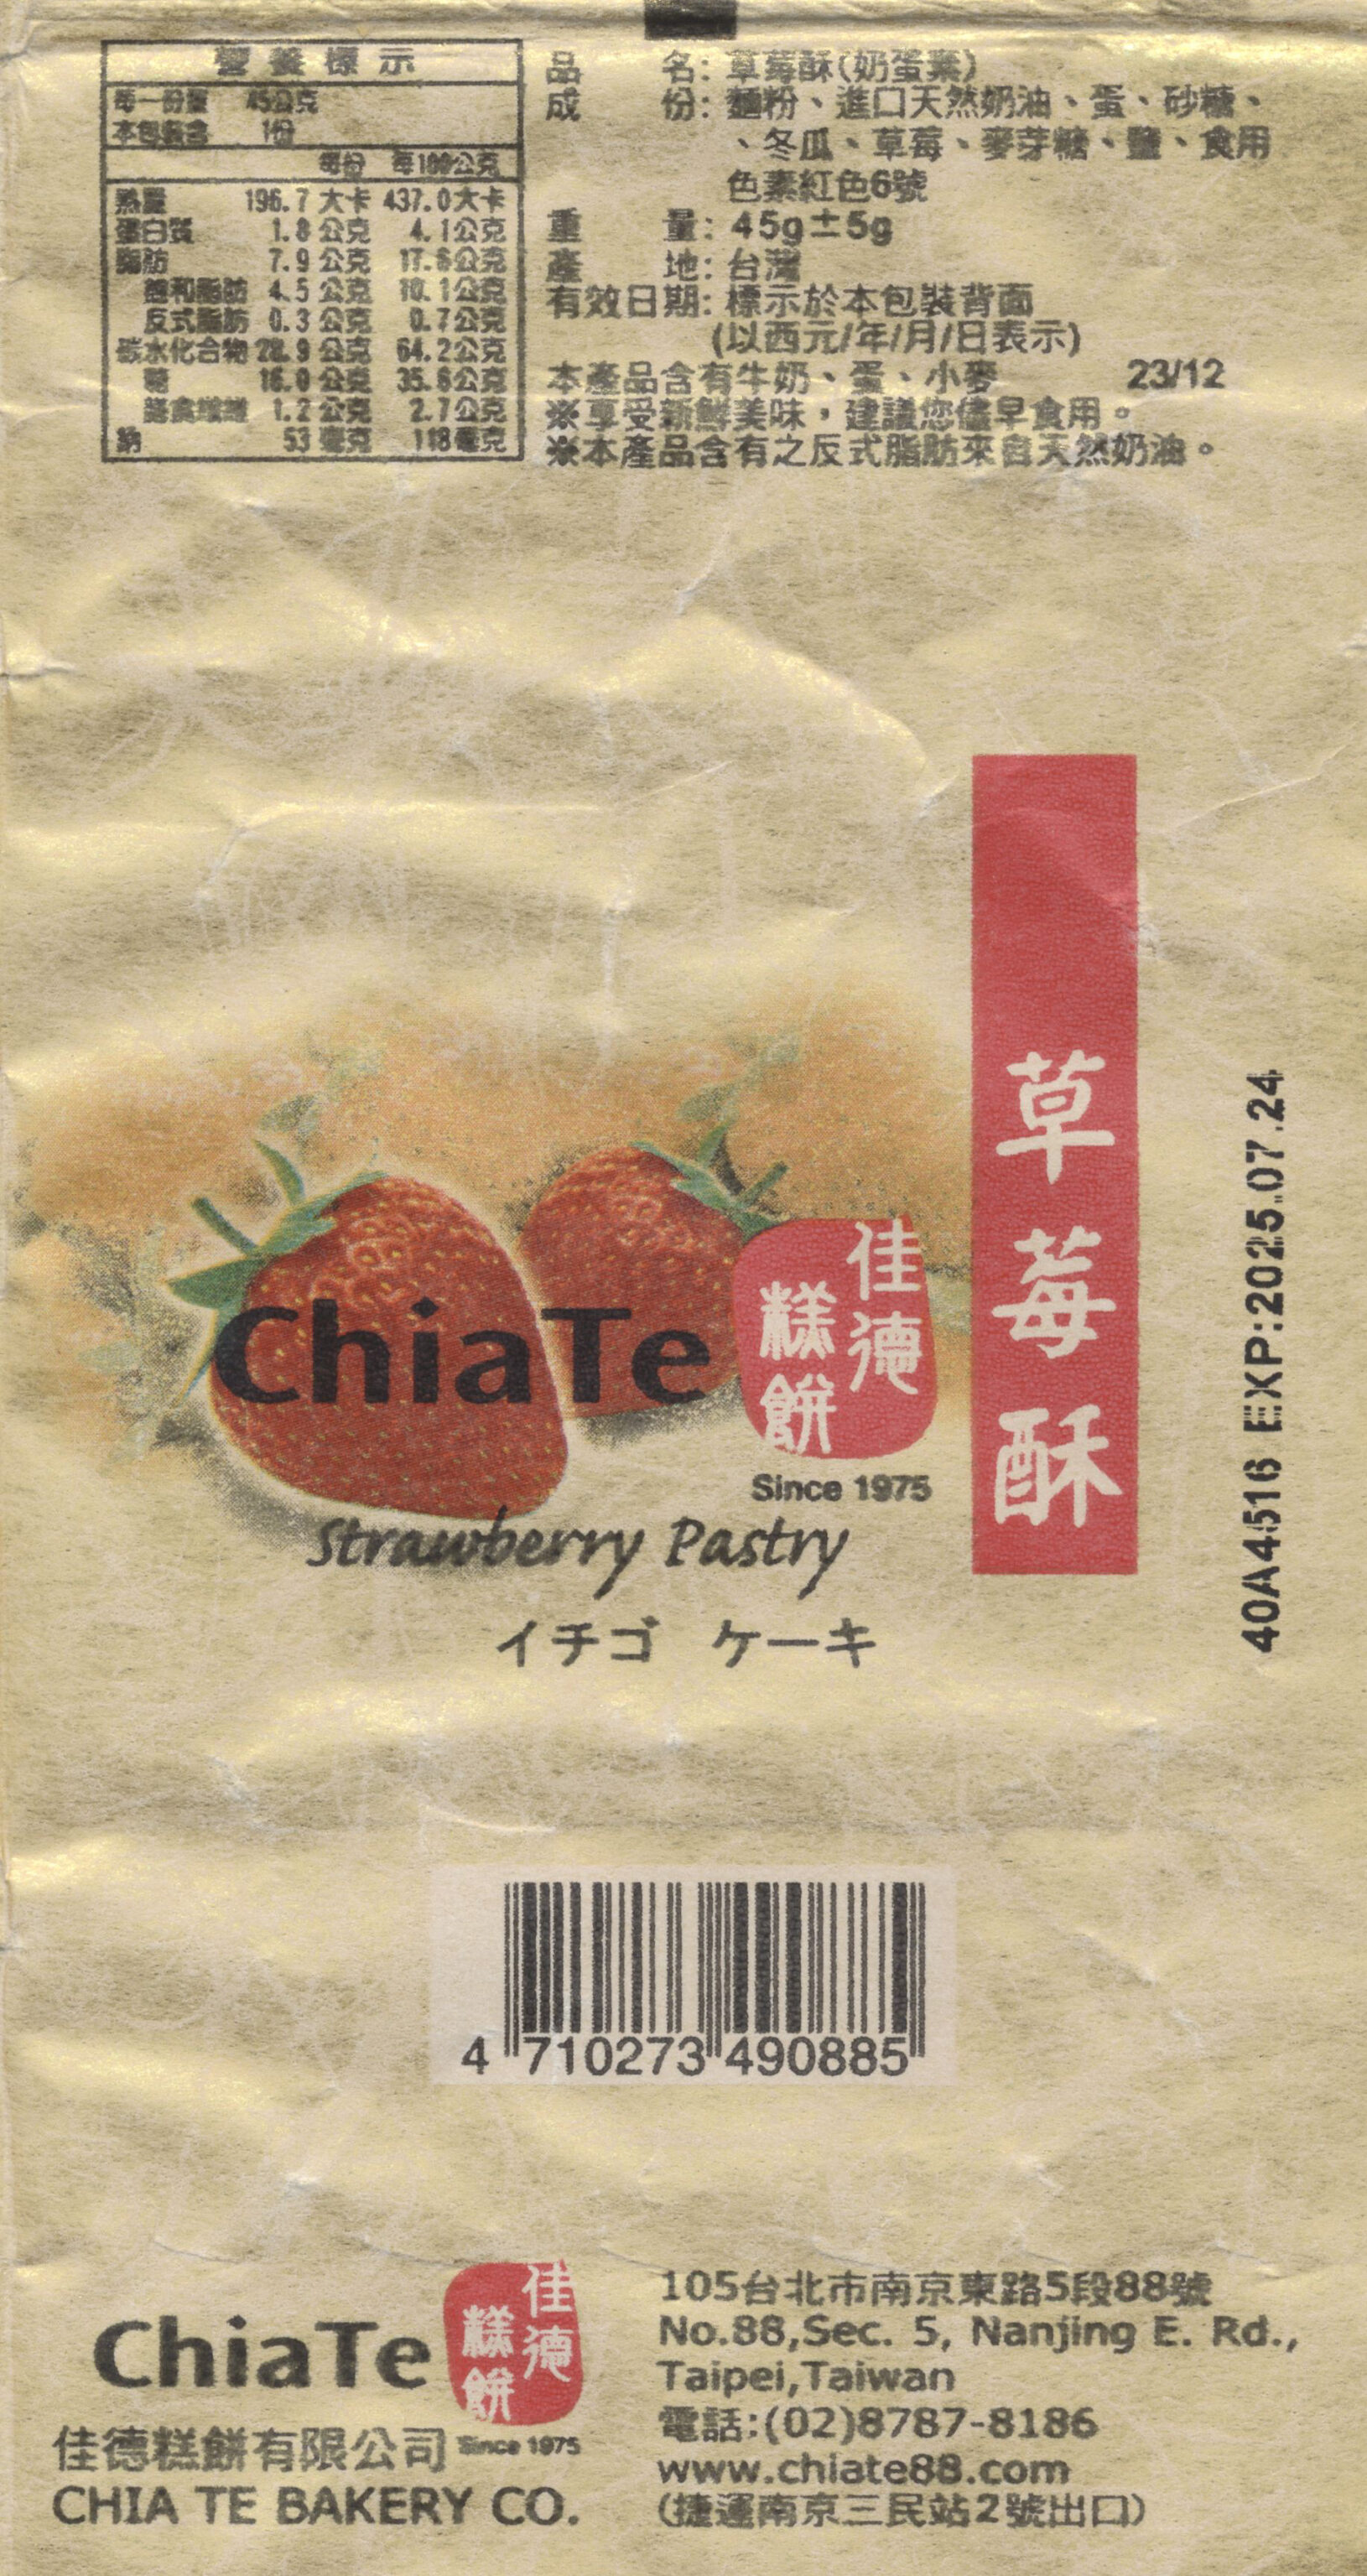 營養標示
每一份量 45公克
本包裝含 1份
每份 每100公克
熱量 196.7 大卡 437.0大卡
蛋白質 1.8 公克 4.1公克
脂肪 7.9 公克 17.6公克
飽和脂肪 4.5 公克 10.1公克
反式脂肪 0.3 公克 0.7公克
碳水化合物 28.9 公克 64.2公克
糖 16.0 公克 35.6公克
膳食纖維 1.2 公克 2.7公克
鈉 53 毫克 118毫克
品 名: 草莓酥(奶蛋素)
成 份: 麵粉、進口天然奶油、蛋、砂糖、
、冬瓜、草莓、麥芽糖、鹽、食用
色素紅色6號
重 量: 45g±5g
產 地: 台灣
有效日期: 標示於本包裝背面
(以西元/年/月/日表示)
本產品含有牛奶、蛋、小麥 23/12
※享受新鮮美味，建議您儘早食用。
※本產品含有之反式脂肪來自天然奶油。
草莓酥
ChiaTe
佳德
糕餅
Since 1975
Strawberry Pastry
イチゴ ケーキ
40A4516 EXP:2025.07.24
4 710273 490885
ChiaTe
佳德
糕餅
Since 1975
佳德糕餅有限公司
CHIA TE BAKERY CO.
105台北市南京東路5段88號
No.88,Sec. 5, Nanjing E. Rd.,
Taipei,Taiwan
電話:(02)8787-8186
www.chiate88.com
(捷運南京三民站2號出口)